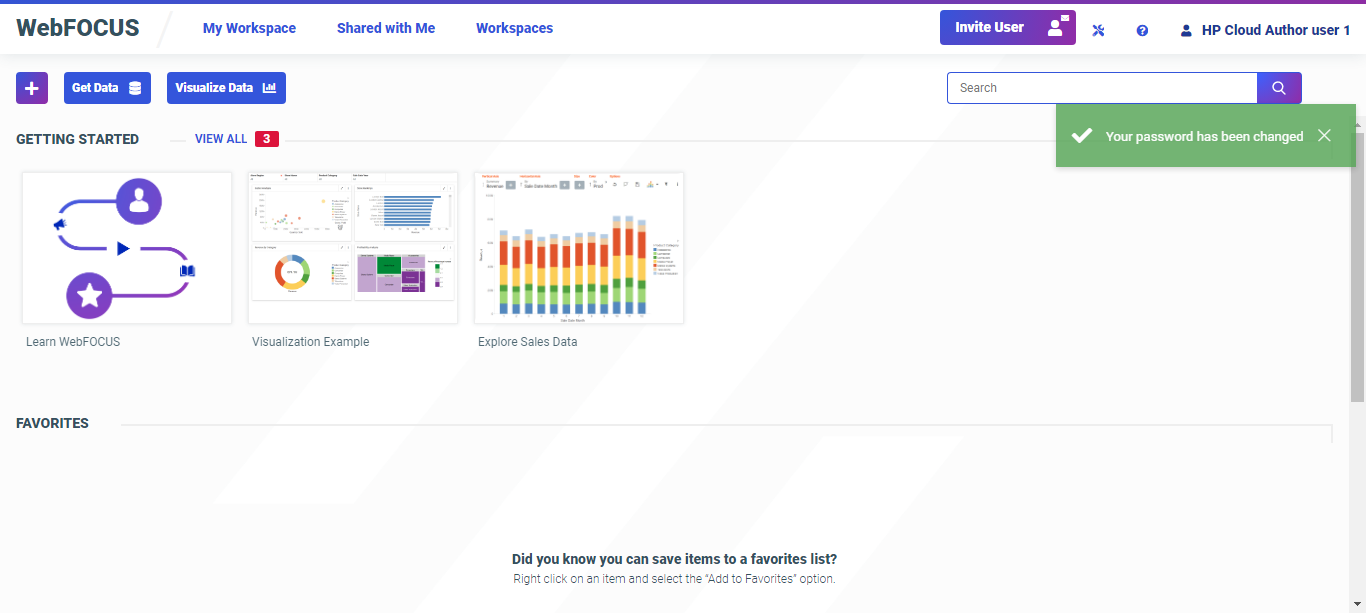 WebFOCUS
My Workspace
Shared with Me
Workspaces
Invite User
HP Cloud Author user 1
Get Data
Visualize Data
Search
Your password has been changed
GETTING STARTED
VIEW ALL 3
Learn WebFOCUS
Visualization Example
Explore Sales Data
FAVORITES
Did you know you can save items to a favorites list?
Right click on an item and select the “Add to Favorites” option.